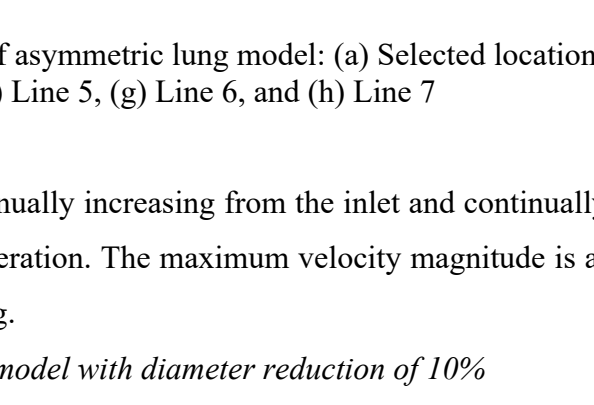 f asymmetric lung model: (a) Selected location
) Line 5, (g) Line 6, and (h) Line 7
nually increasing from the inlet and continually
eration. The maximum velocity magnitude is a
g.
model with diameter reduction of 10%